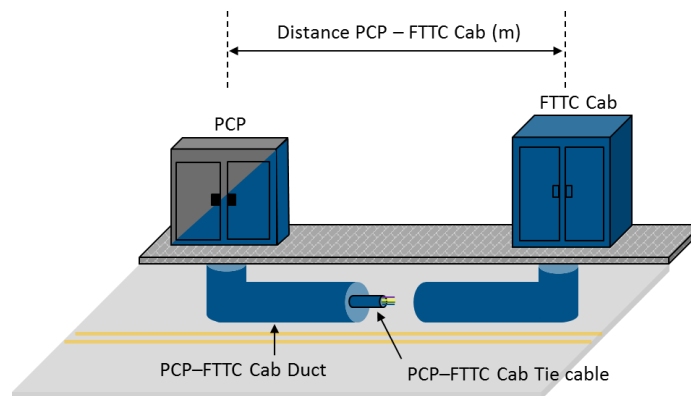 Distance PCP – FTTC Cab (m)
FTTC Cab
PCP
PCP–FTTC Cab Duct
PCP–FTTC Cab Tie cable